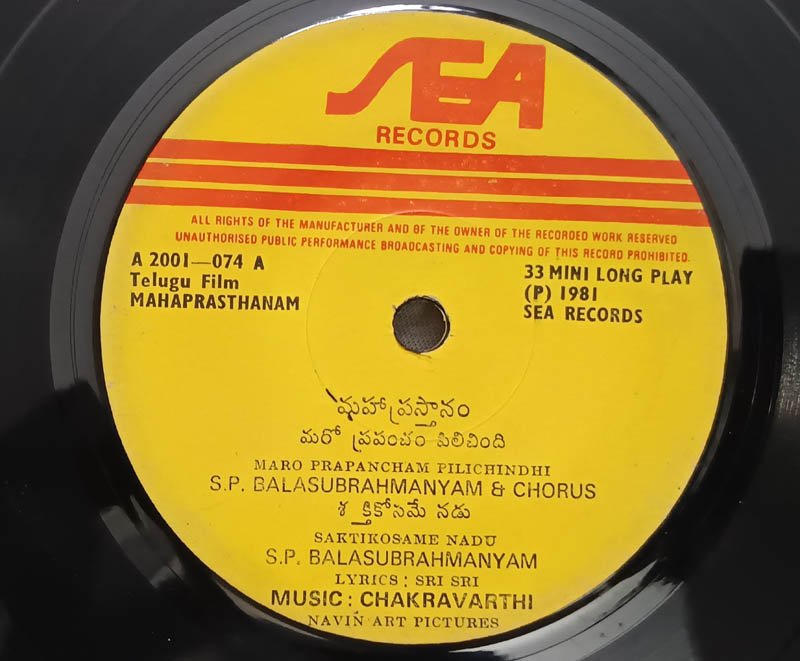 SEA
RECORDS
ALL RIGHTS OF THE MANUFACTURER AND OF THE OWNER OF THE RECORDED WORK RESERVED
UNAUTHORISED PUBLIC PERFORMANCE BROADCASTING AND COPYING OF THIS RECORD PROHIBITED.
A 2001—074 A
Telugu Film
MAHAPRASTHANAM
33 MINI LONG PLAY
(P) 1981
SEA RECORDS
మహాప్రస్తానం
మరో ప్రపంచం పిలిచింది
MARO PRAPANCHAM PILICHINDHI
S.P. BALASUBRAHMANYAM & CHORUS
శక్తికోసమే నడు
SAKTIKOSAME NADU
S.P. BALASUBRAHMANYAM
LYRICS : SRI SRI
MUSIC : CHAKRAVARTHI
NAVIN ART PICTURES